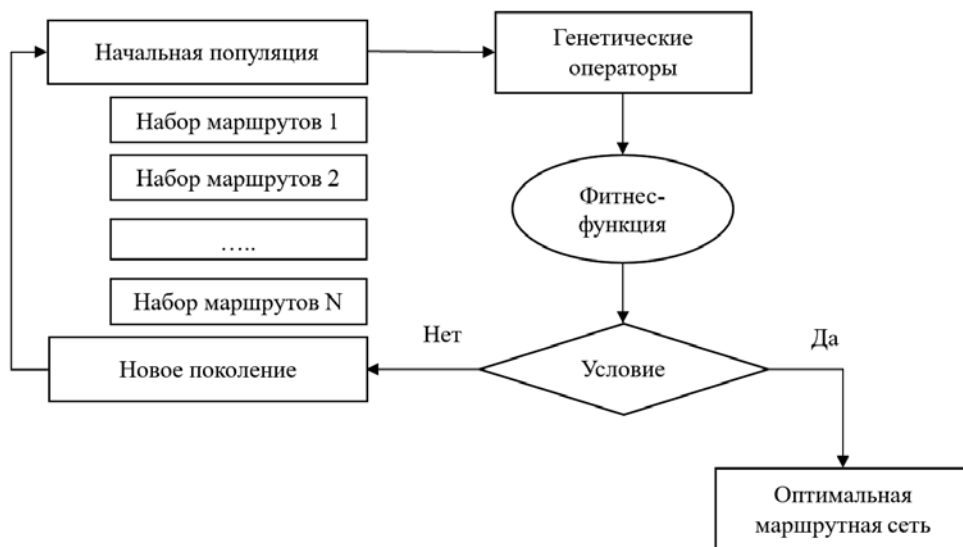 Начальная популяция
Генетические
операторы
Набор маршрутов 1
Набор маршрутов 2
…..
Набор маршрутов N
Фитнес-
функция
Нет
Да
Новое поколение
Условие
Оптимальная
маршрутная сеть